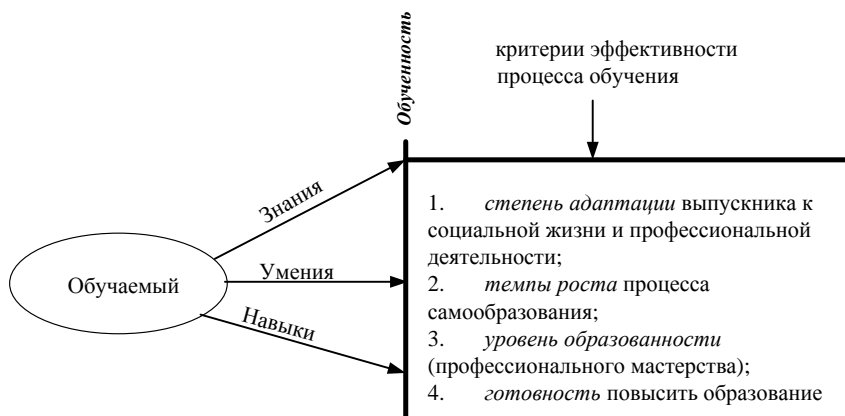 Обученность
критерии эффективности
процесса обучения
Знания
Умения
Навыки
Обучаемый
1. степень адаптации выпускника к
социальной жизни и профессиональной
деятельности;
2. темпы роста процесса
самообразования;
3. уровень образованности
(профессионального мастерства);
4. готовность повысить образование